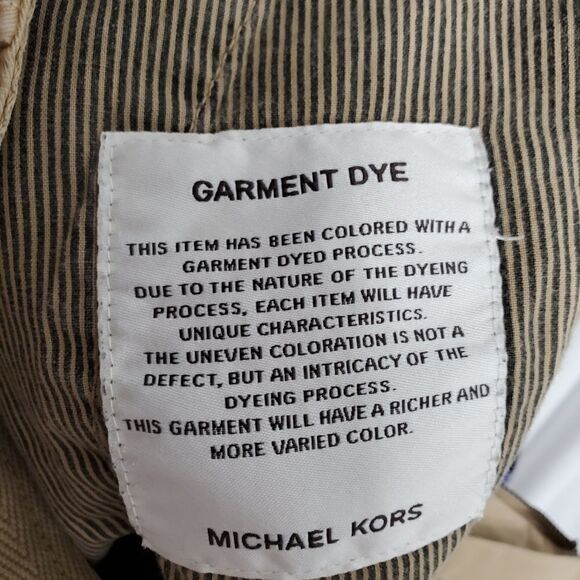 GARMENT DYE
THIS ITEM HAS BEEN COLORED WITH A
GARMENT DYED PROCESS.
DUE TO THE NATURE OF THE DYEING
PROCESS, EACH ITEM WILL HAVE
UNIQUE CHARACTERISTICS.
THE UNEVEN COLORATION IS NOT A
DEFECT, BUT AN INTRICACY OF THE
DYEING PROCESS.
THIS GARMENT WILL HAVE A RICHER AND
MORE VARIED COLOR.
MICHAEL KORS